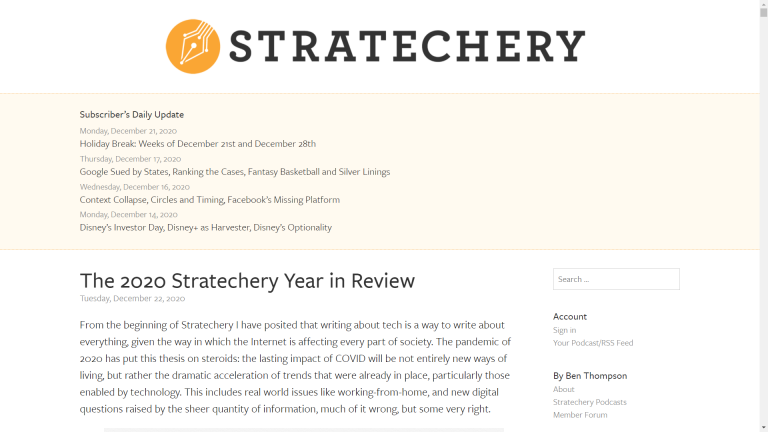 STRATECHERY
Subscriber's Daily Update
Monday, December 21, 2020
Holiday Break: Weeks of December 21st and December 28th
Thursday, December 17, 2020
Google Sued by States, Ranking the Cases, Fantasy Basketball and Silver Linings
Wednesday, December 16, 2020
Context Collapse, Circles and Timing, Facebook's Missing Platform
Monday, December 14, 2020
Disney's Investor Day, Disney+ as Harvester, Disney's Optionality
The 2020 Stratechery Year in Review
Tuesday, December 22, 2020
From the beginning of Stratechery I have posited that writing about tech is a way to write about
everything, given the way in which the Internet is affecting every part of society. The pandemic of
2020 has put this thesis on steroids: the lasting impact of COVID will be not entirely new ways of
living, but rather the dramatic acceleration of trends that were already in place, particularly those
enabled by technology. This includes real world issues like working-from-home, and new digital
questions raised by the sheer quantity of information, much of it wrong, but some very right.
Search …
Account
Sign in
Your Podcast/RSS Feed
By Ben Thompson
About
Stratechery Podcasts
Member Forum